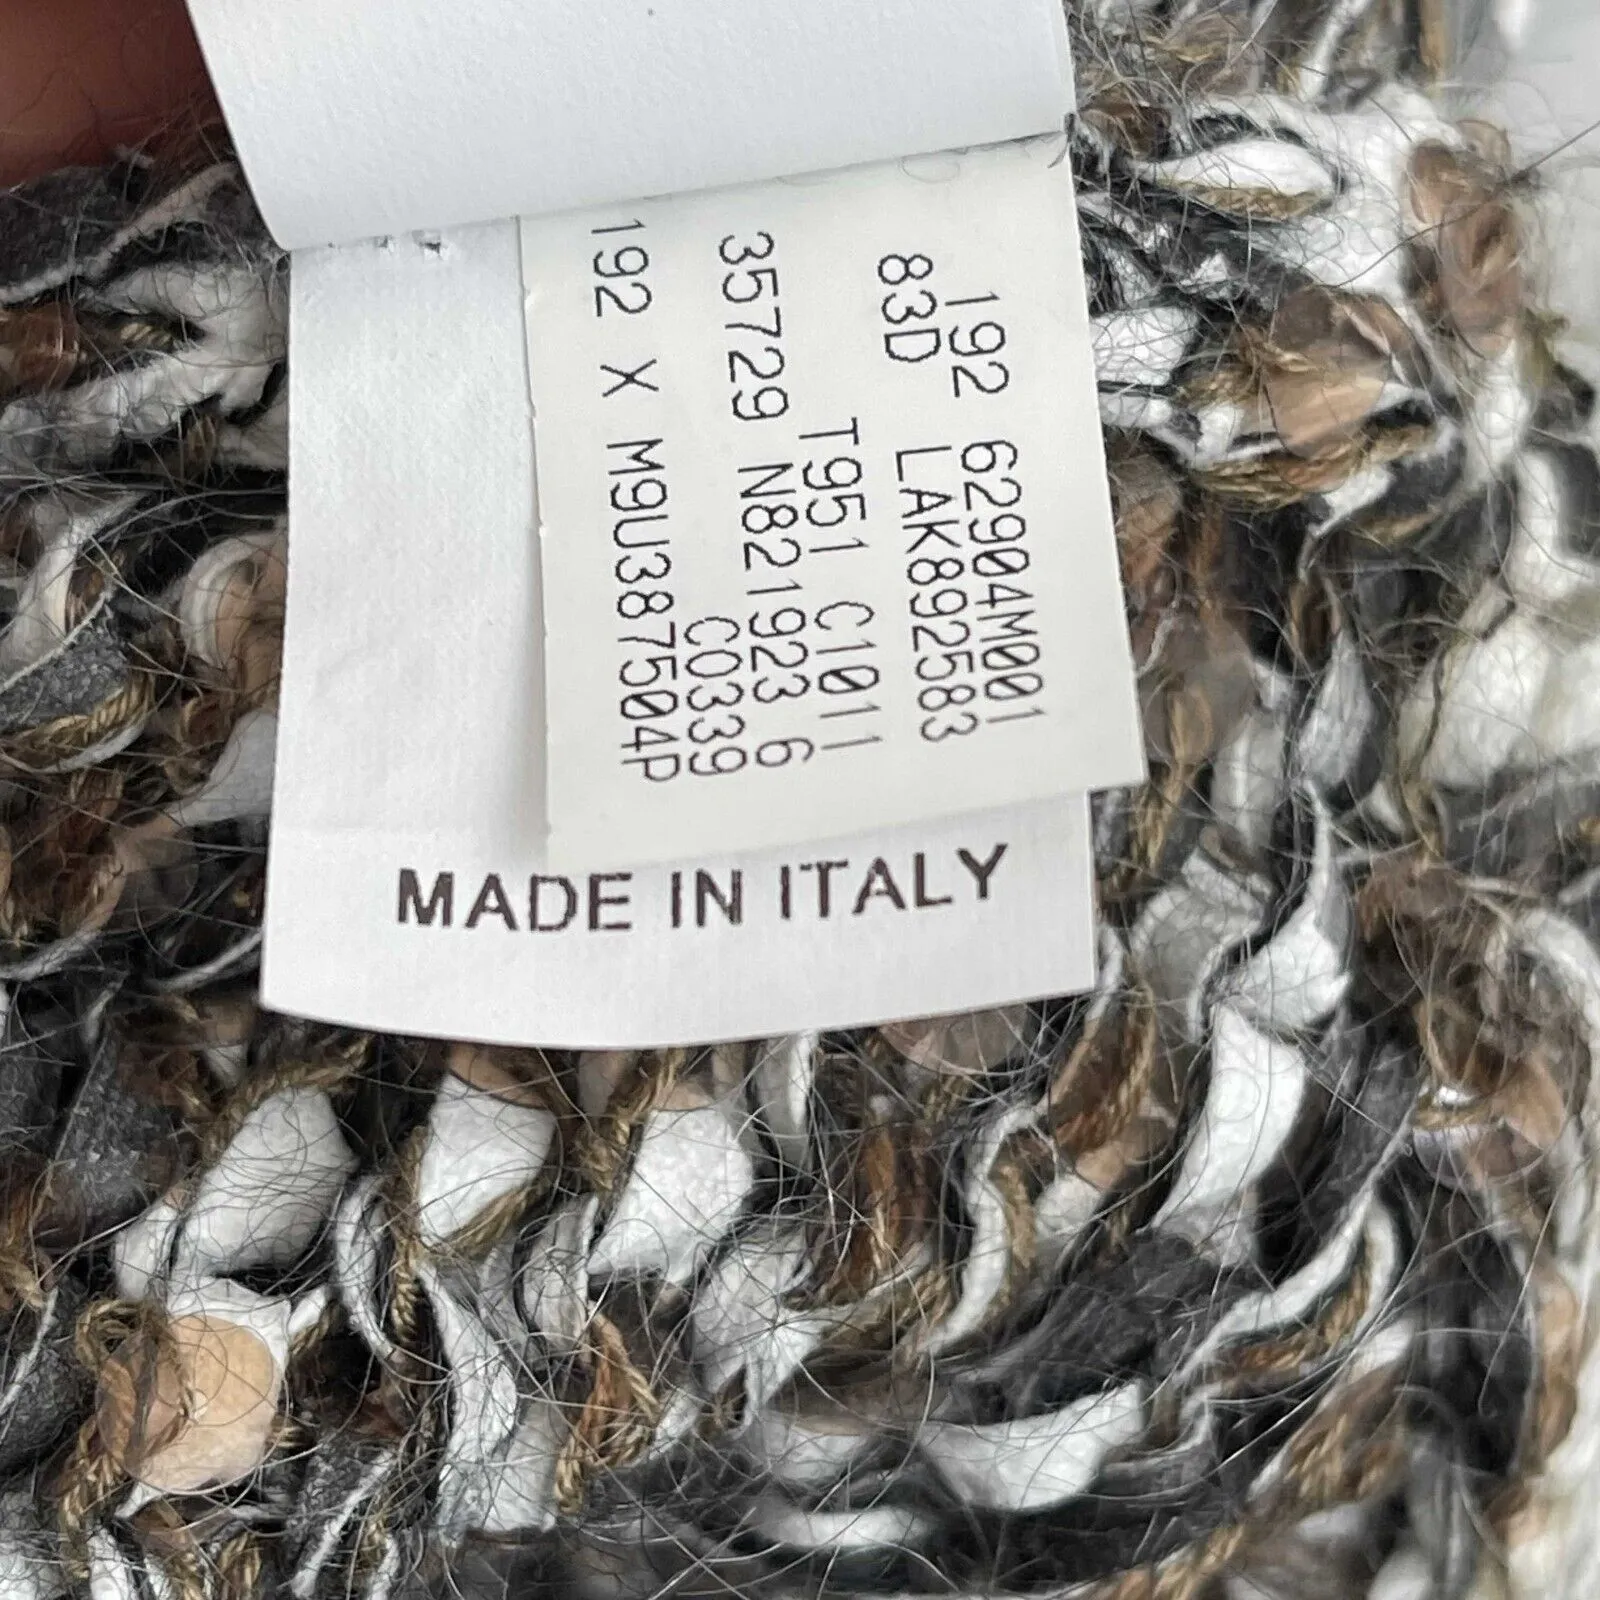 192 62904M001
83D LAK892583
T951 C1011
35729 N821923 6
C0339
192 X M9U387504P
MADE IN ITALY